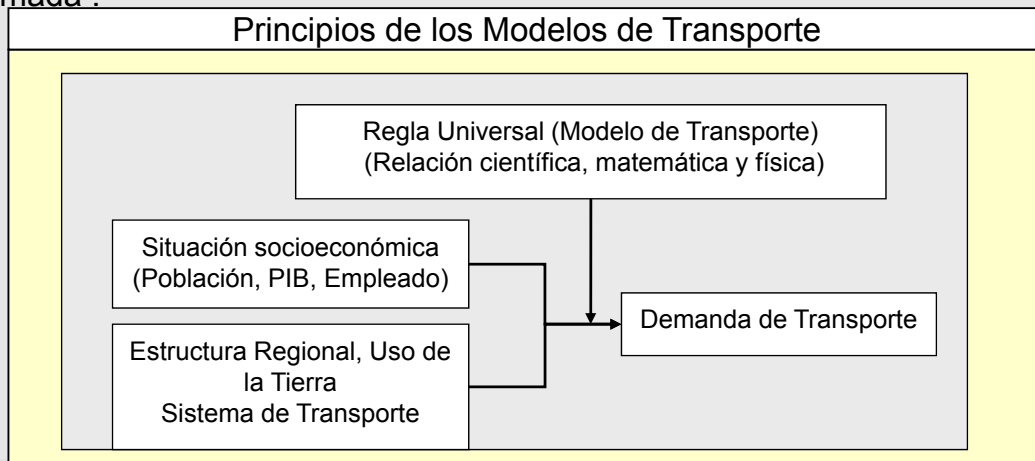 Principios de los Modelos de Transporte
Regla Universal (Modelo de Transporte)
(Relación científica, matemática y física)
Situación socioeconómica
(Población, PIB, Empleado)
Demanda de Transporte
Estructura Regional, Uso de
la Tierra
Sistema de Transporte